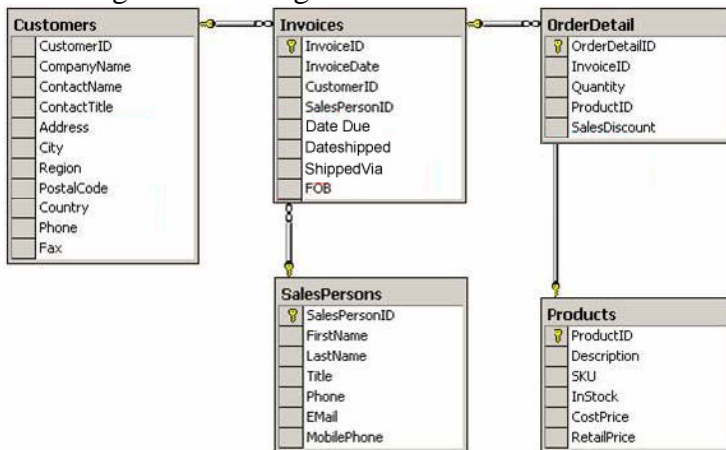 Customers
CustomerID
CompanyName
ContactName
ContactTitle
Address
City
Region
PostalCode
Country
Phone
Fax
Invoices
InvoiceID
InvoiceDate
CustomerID
SalesPersonID
Date Due
Dateshipped
ShippedVia
FOB
OrderDetail
OrderDetailID
InvoiceID
Quantity
ProductID
SalesDiscount
SalesPersons
SalesPersonID
FirstName
LastName
Title
Phone
EMail
MobilePhone
Products
ProductID
Description
SKU
InStock
CostPrice
RetailPrice